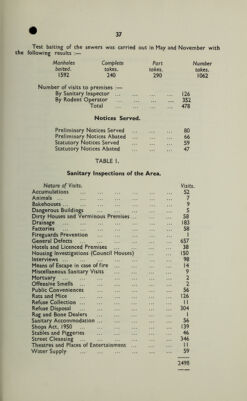 37
Test baiting of the sewers was carried out in May and November with
the following results :—
Manholes Complete Part Number
baited. takes. takes. takes.
1592 240 290 1062
Number of visits to premises :—
By Sanitary Inspector ... ... ... ... 126
By Rodent Operator ... ... ... ... 352
Total ... ... ... 478
Notices Served.
Preliminary Notices Served ... ... ... 80
Preliminary Notices Abated ... ... ... 66
Statutory Notices Served ... ... ... 59
Statutory Notices Abated ... ... ... 47
TABLE I.
Sanitary Inspections of the Area.
Nature of Visits. Visits.
Accumulations ... ... ... ... ... 52
Animals ... ... ... ... ... 7
Bakehouses ... ... ... ... ... 9
Dangerous Buildings ... ... ... ... 5
Dirty Houses and Verminous Premises ... ... 58
Drainage ... ... ... ... ... 183
Factories ... ... ... ... ... 58
Fireguards Prevention ... ... ... ... 1
General Defects ... ... ... ... 657
Hotels and Licenced Premises ... ... ... 38
Housing Investigations (Council Houses) ... 150
Interviews ... ... ... ... ... 98
Means of Escape in case of fire ... ... ... 14
Miscellaneous Sanitary Visits ... ... ... 9
Mortuary ... ... ... ... ... 2
Offensive Smells ... ... ... ... 2
Public Conveniences ... ... ... ... 56
Rats and Mice ... ... ... ... 126
Refuse Collection ... ... ... ... 11
Refuse Disposal ... ... ... ... 304
Rag and Bone Dealers ... ... ... ... 1
Sanitary Accommodation ... ... ... ... 56
Shops Act, 1950 ... ... ... ... 139
Stables and Piggeries ... ... ... ... 46
Street Cleansing ... ... ... ... 346
Theatres and Places of Entertainment ... ... 11
Water Supply ... ... ... ... 59
2498